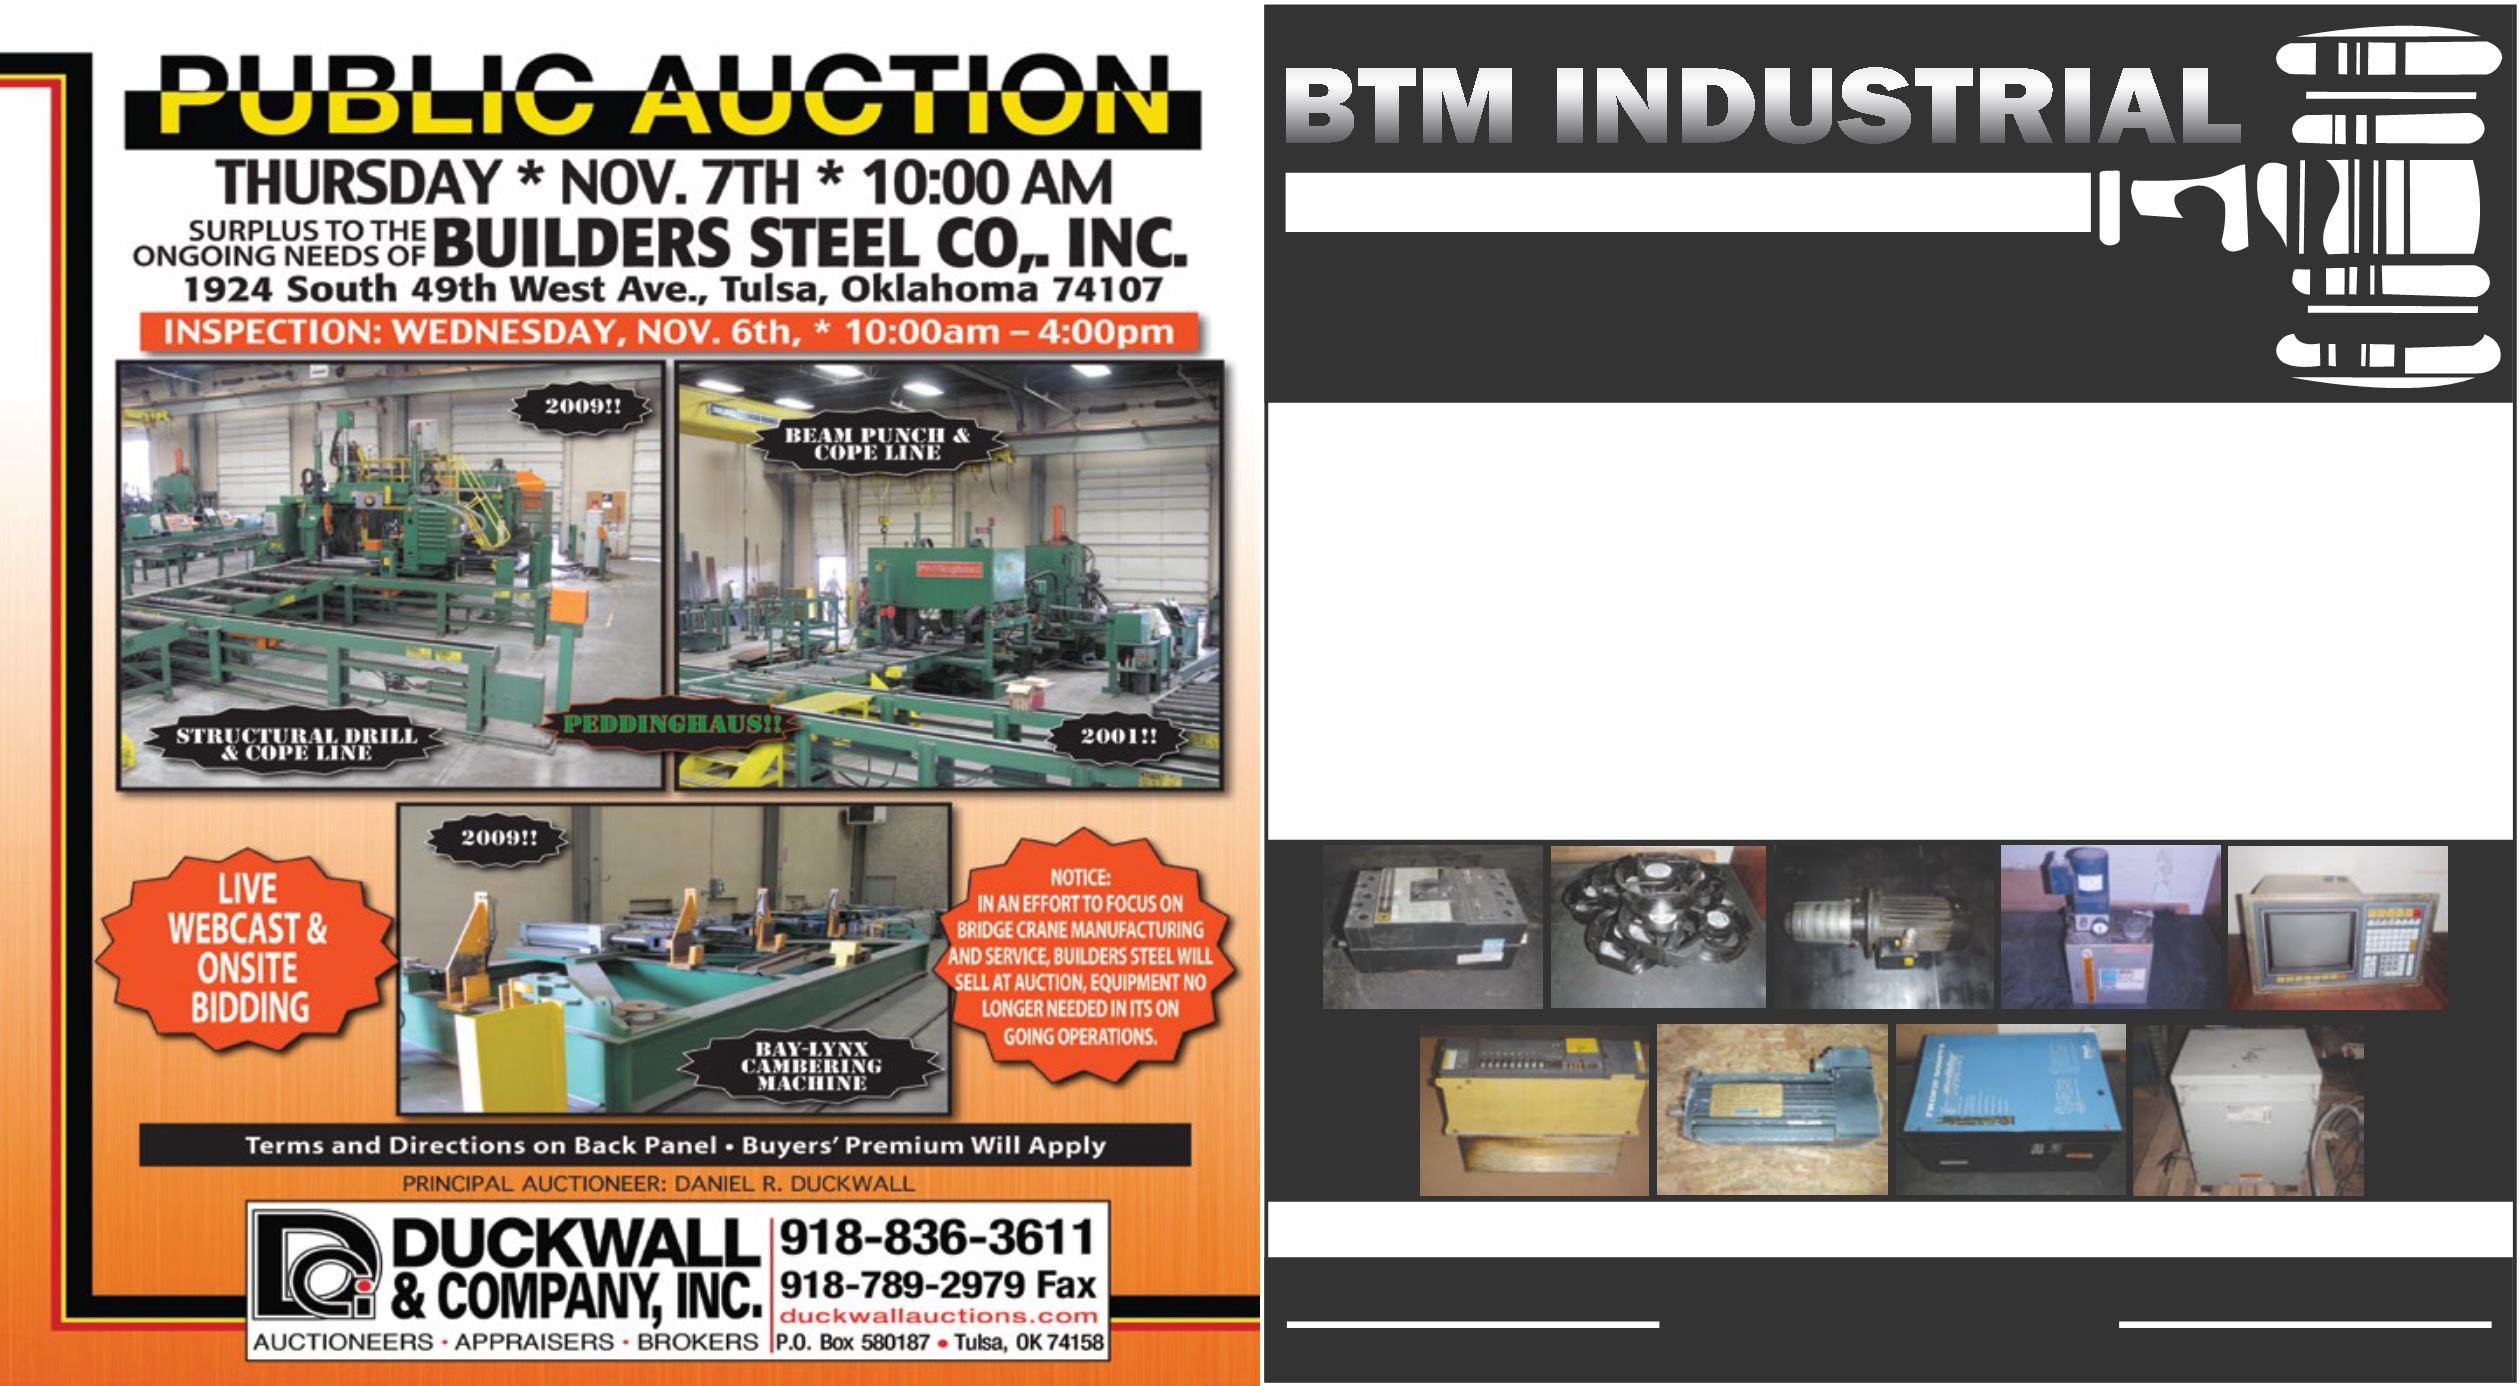 PUBLIC AUCTION
THURSDAY * NOV. 7TH * 10:00 AM
SURPLUS TO THE
ONGOING NEEDS OF BUILDERS STEEL CO,. INC.
1924 South 49th West Ave., Tulsa, Oklahoma 74107
INSPECTION: WEDNESDAY, NOV. 6th, * 10:00am – 4:00pm
2009!!
STRUCTURAL DRILL
& COPE LINE
PEDDINGHAUS!!
BEAM PUNCH &
COPE LINE
Peddinghaus
2001!!
LIVE
WEBCAST &
ONSITE
BIDDING
2009!!
BAY-LYNX
CAMBERING
MACHINE
NOTICE:
IN AN EFFORT TO FOCUS ON
BRIDGE CRANE MANUFACTURING
AND SERVICE, BUILDERS STEEL WILL
SELL AT AUCTION, EQUIPMENT NO
LONGER NEEDED IN ITS ON
GOING OPERATIONS.
Terms and Directions on Back Panel • Buyers' Premium Will Apply
PRINCIPAL AUCTIONEER: DANIEL R. DUCKWALL
DUCKWALL
& COMPANY, INC.
AUCTIONEERS • APPRAISERS • BROKERS
918-836-3611
918-789-2979 Fax
duckwallauctions.com
P.O. Box 580187 • Tulsa, OK 74158
BTM INDUSTRIAL